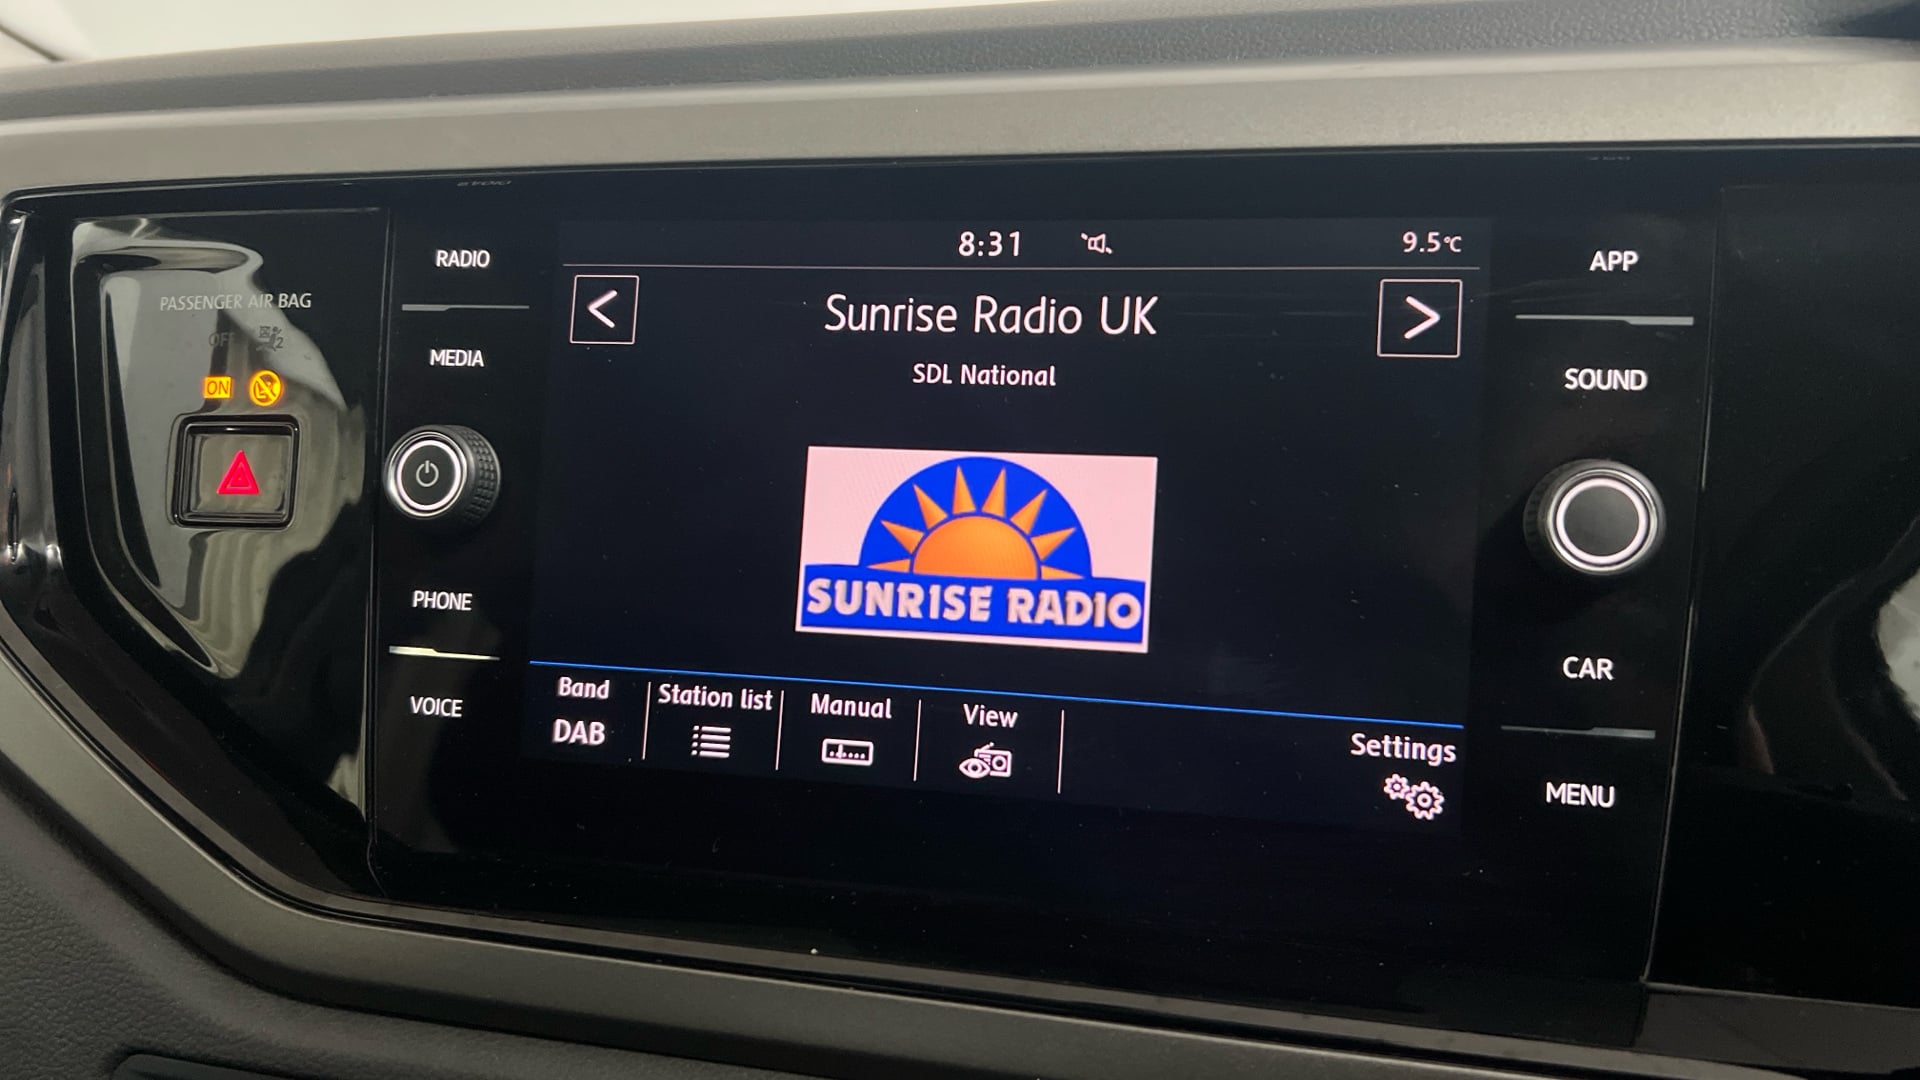 8:31
9.5°C
Sunrise Radio UK
SDL National
SUNRISE RADIO
Band
DAB
Station list
Manual
View
Settings
RADIO
MEDIA
PHONE
VOICE
APP
SOUND
CAR
MENU
PASSENGER AIR BAG
OFF
2
ON